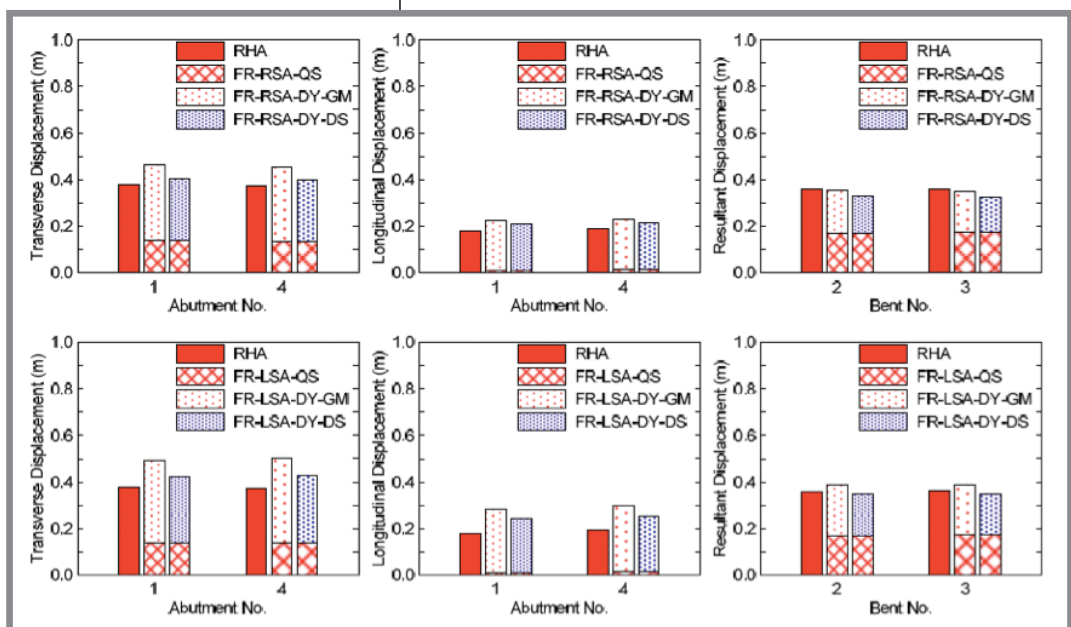 1.0
0.8
0.6
0.4
0.2
0.0
Transverse Displacement (m)
RHA
FR-RSA-QS
FR-RSA-DY-GM
FR-RSA-DY-DS
1 4
Abutment No.
1.0
0.8
0.6
0.4
0.2
0.0
Longitudinal Displacement (m)
RHA
FR-RSA-QS
FR-RSA-DY-GM
FR-RSA-DY-DS
1 4
Abutment No.
1.0
0.8
0.6
0.4
0.2
0.0
Resultant Displacement (m)
RHA
FR-RSA-QS
FR-RSA-DY-GM
FR-RSA-DY-DS
2 3
Bent No.
1.0
0.8
0.6
0.4
0.2
0.0
Transverse Displacement (m)
RHA
FR-LSA-QS
FR-LSA-DY-GM
FR-LSA-DY-DS
1 4
Abutment No.
1.0
0.8
0.6
0.4
0.2
0.0
Longitudinal Displacement (m)
RHA
FR-LSA-QS
FR-LSA-DY-GM
FR-LSA-DY-DS
1 4
Abutment No.
1.0
0.8
0.6
0.4
0.2
0.0
Resultant Displacement (m)
RHA
FR-LSA-QS
FR-LSA-DY-GM
FR-LSA-DY-DS
2 3
Bent No.